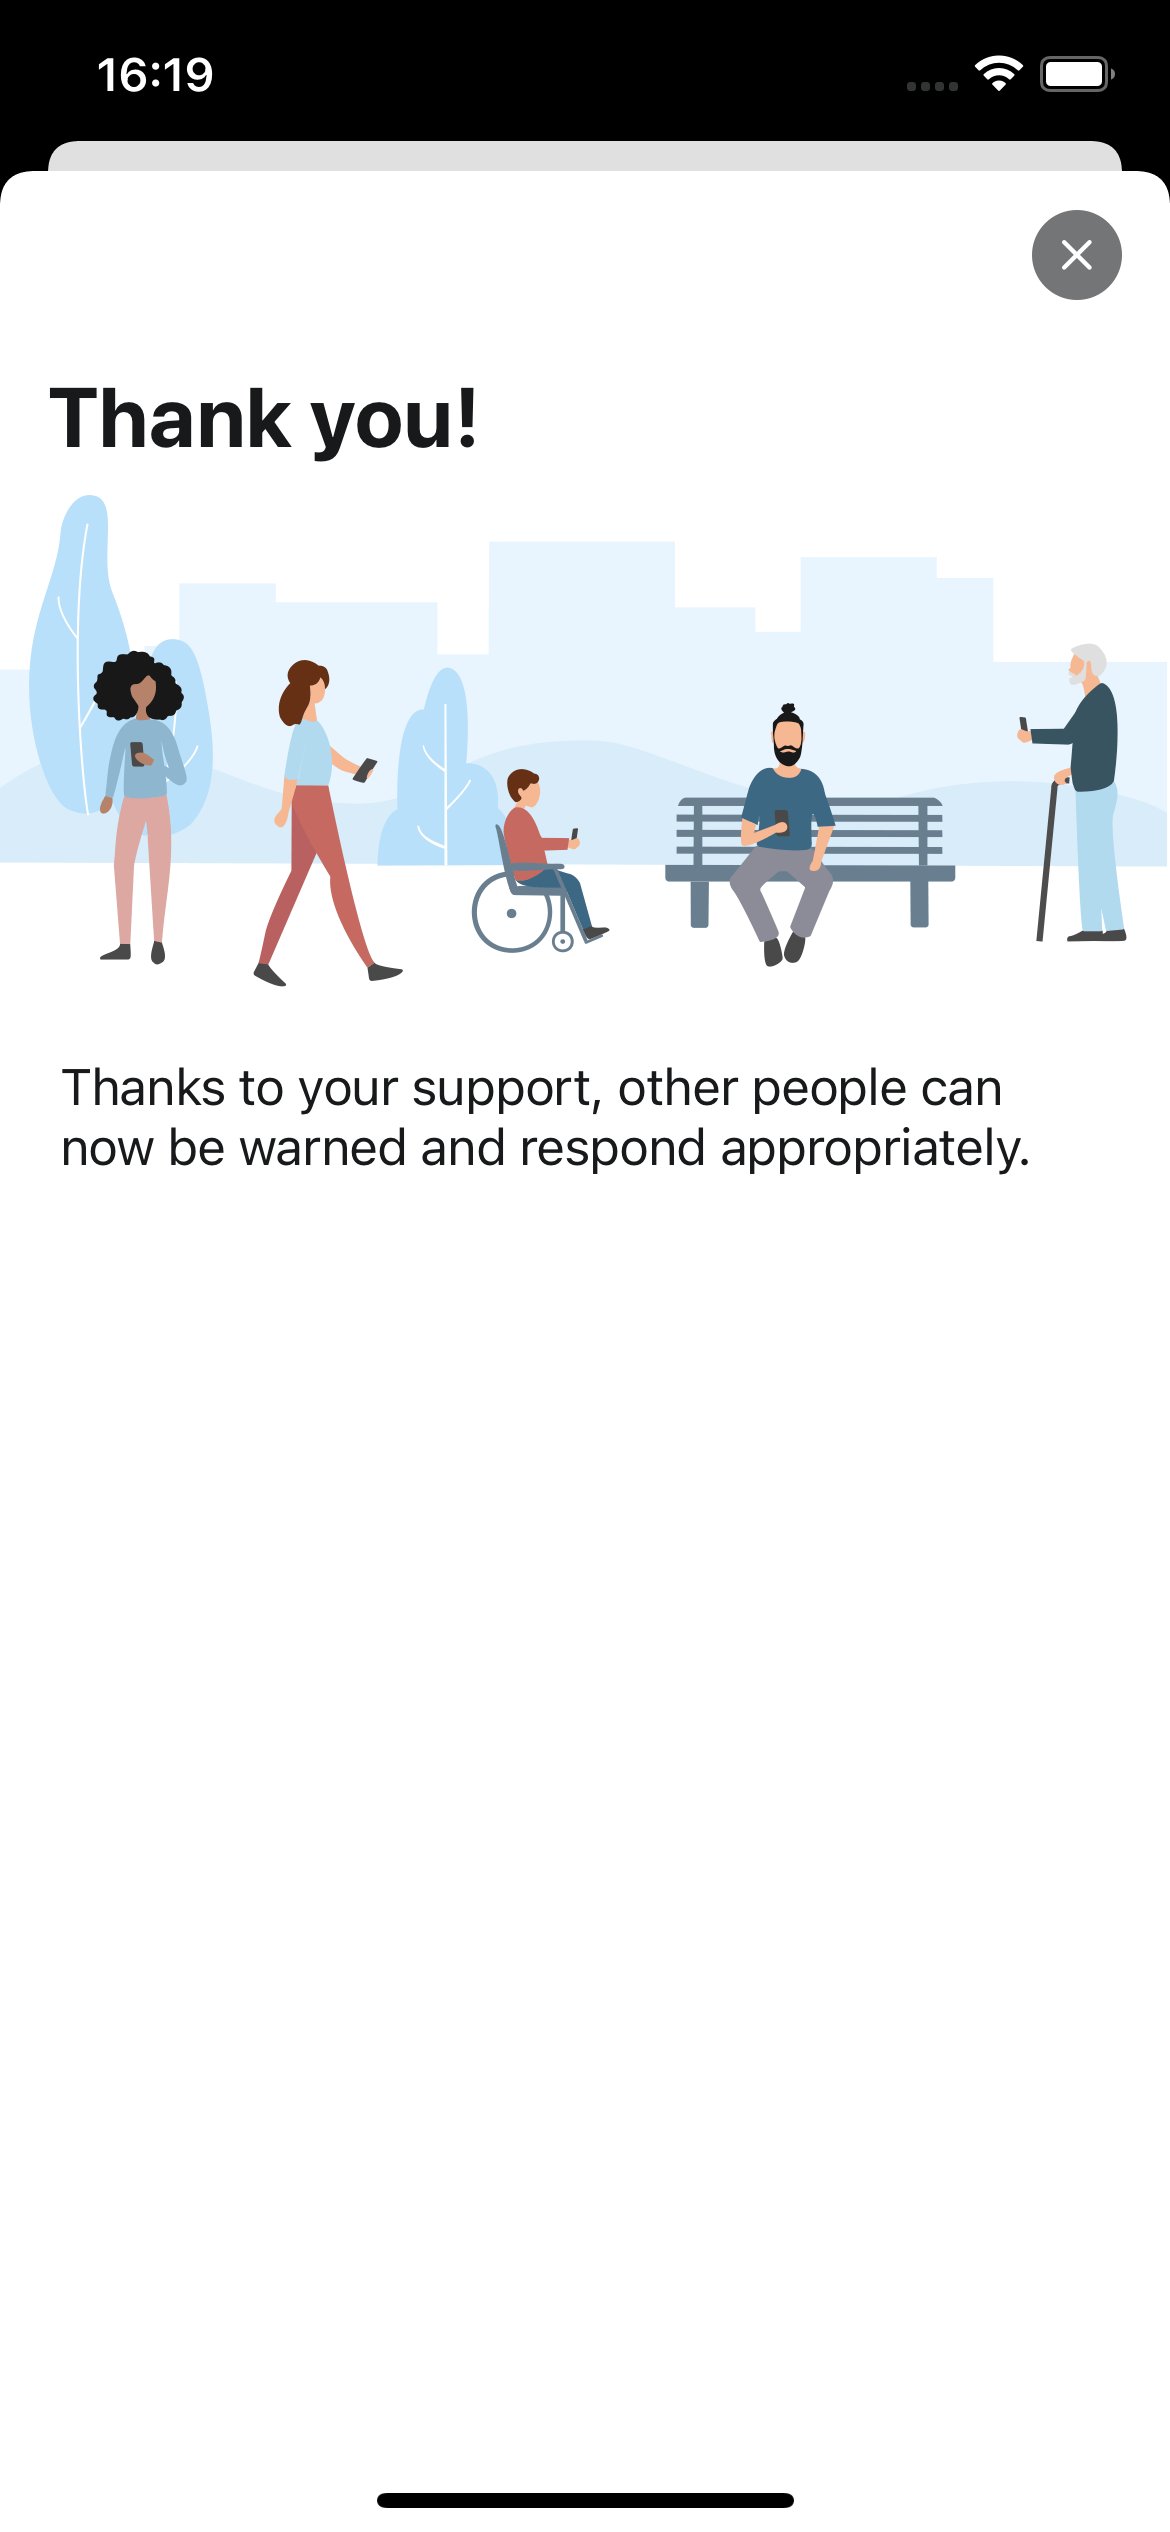 16:19
Thank you!
Thanks to your support, other people can
now be warned and respond appropriately.